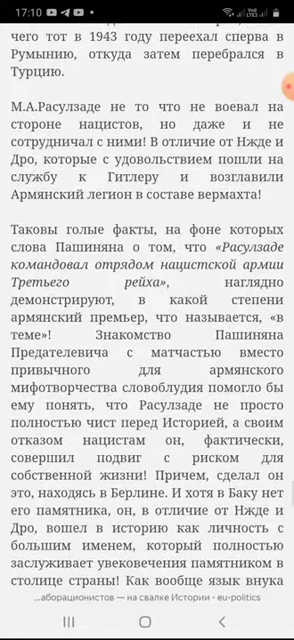 17:10
чего тот в 1943 году переехал сперва в
Румынию, откуда затем перебрался в
Турцию.
М.А.Расулзаде не то что не воевал на
стороне нацистов, но даже и не
сотрудничал с ними! В отличие от Нжде и
Дро, которые с удовольствием пошли на
службу к Гитлеру и возглавили
Армянский легион в составе вермахта!
Таковы голые факты, на фоне которых
слова Пашиняна о том, что «Расулзаде
командовал отрядом нацистской армии
Третьего рейха», наглядно
демонстрируют, в какой степени
армянский премьер, что называется, «в
теме»! Знакомство Пашиняна
Предателевича с матчастью вместо
привычного для армянского
мифотворчества словоблудия помогло бы
ему понять, что Расулзаде не просто
полностью чист перед Историей, а своим
отказом нацистам он, фактически,
совершил подвиг с риском для
собственной жизни! Причем, сделал он
это, находясь в Берлине. И хотя в Баку нет
его памятника, он, в отличие от Нжде и
Дро, вошел в историю как личность с
большим именем, который полностью
заслуживает увековечения памятником в
столице страны! Как вообще язык внука
...аборационистов — на свалке Истории - eu-politics